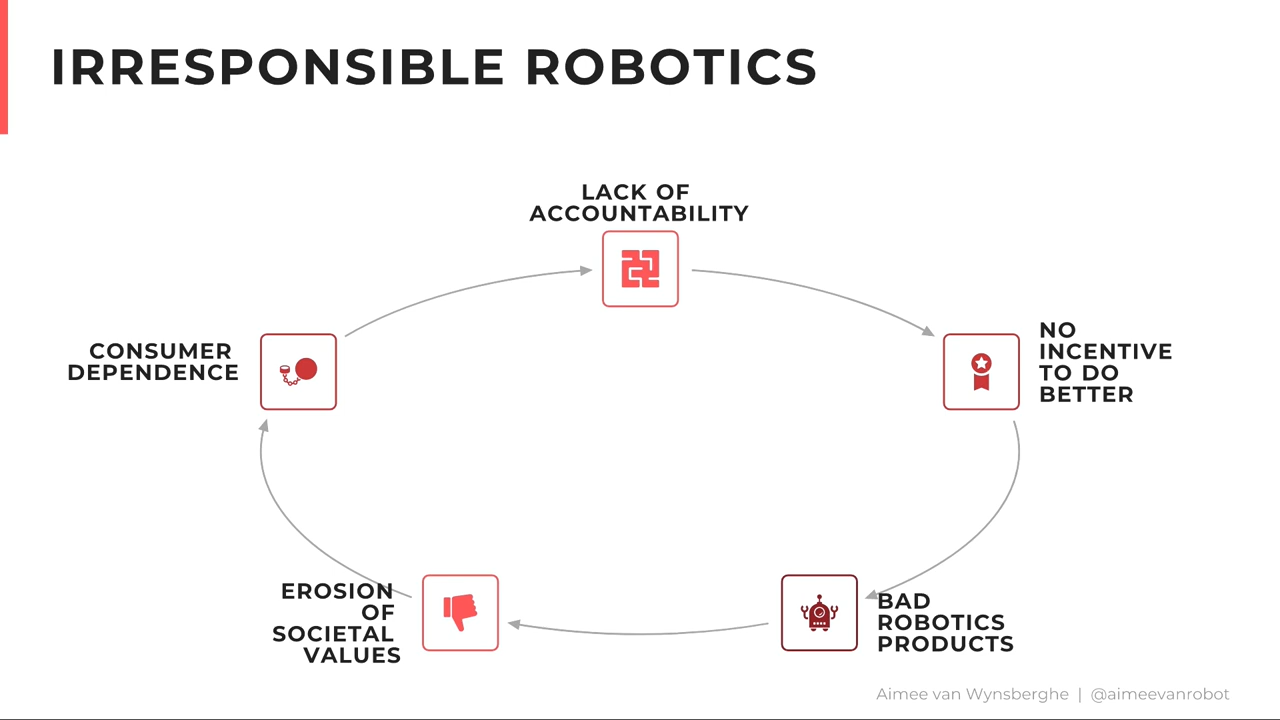 IRRESPONSIBLE ROBOTICS
LACK OF
ACCOUNTABILITY
NO
INCENTIVE
TO DO
BETTER
BAD
ROBOTICS
PRODUCTS
EROSION
OF
SOCIETAL
VALUES
CONSUMER
DEPENDENCE
Aimee van Wynsberghe | @aimeevanrobot